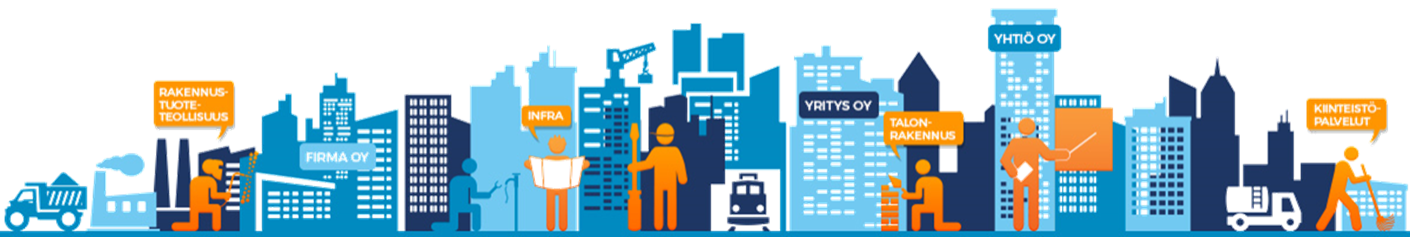 RAKENNUS-
TUOTE-
TEOLLISUUS
FIRMA OY
INFRA
YRITYS OY
TALON-
RAKENNUS
YHTIÖ OY
KIINTEISTÖ-
PALVELUT